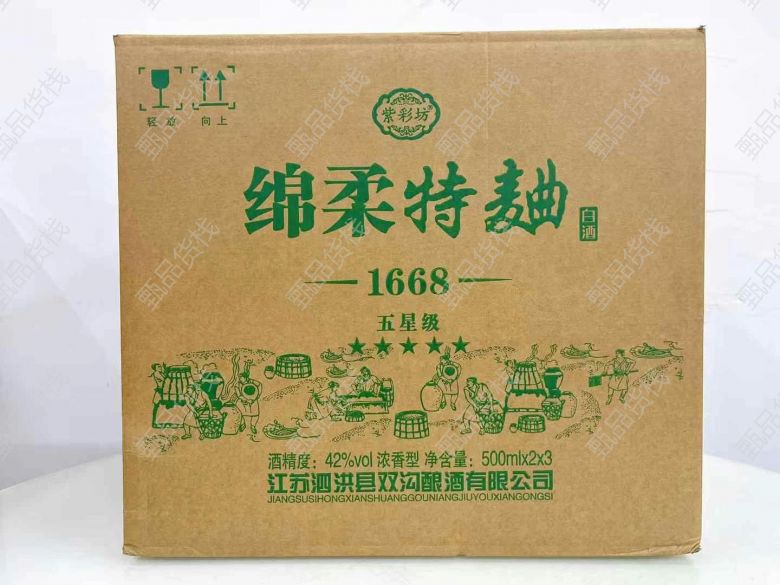 轻放 向上
紫彩坊®
绵柔特麯
白酒
1668
五星级
酒精度：42%vol 浓香型 净含量：500mlx2x3
江苏泗洪县双沟酿酒有限公司
JIANGSUSIHONGXIANSHUANGGOUNIANGJIUYOUXIANGONGSI
甄品货栈